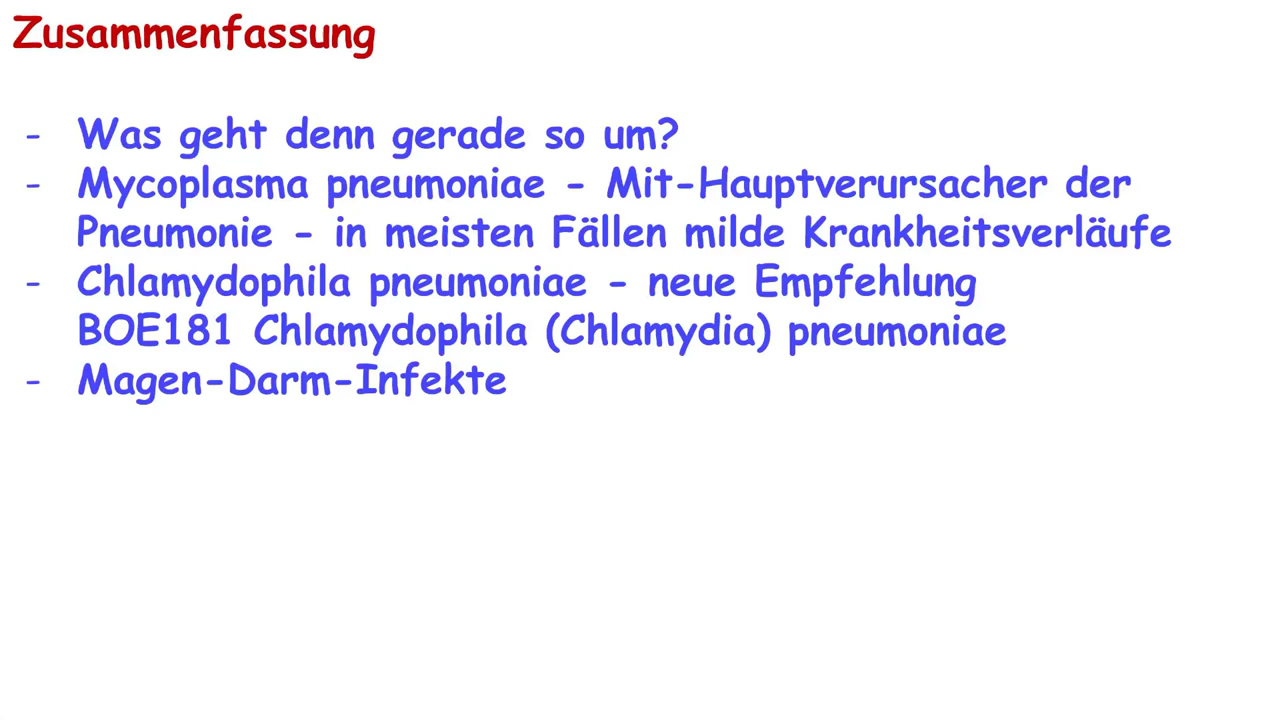 Zusammenfassung
- Was geht denn gerade so um?
- Mycoplasma pneumoniae - Mit-Hauptverursacher der
Pneumonie - in meisten Fällen milde Krankheitsverläufe
- Chlamydophila pneumoniae - neue Empfehlung
BOE181 Chlamydophila (Chlamydia) pneumoniae
- Magen-Darm-Infekte